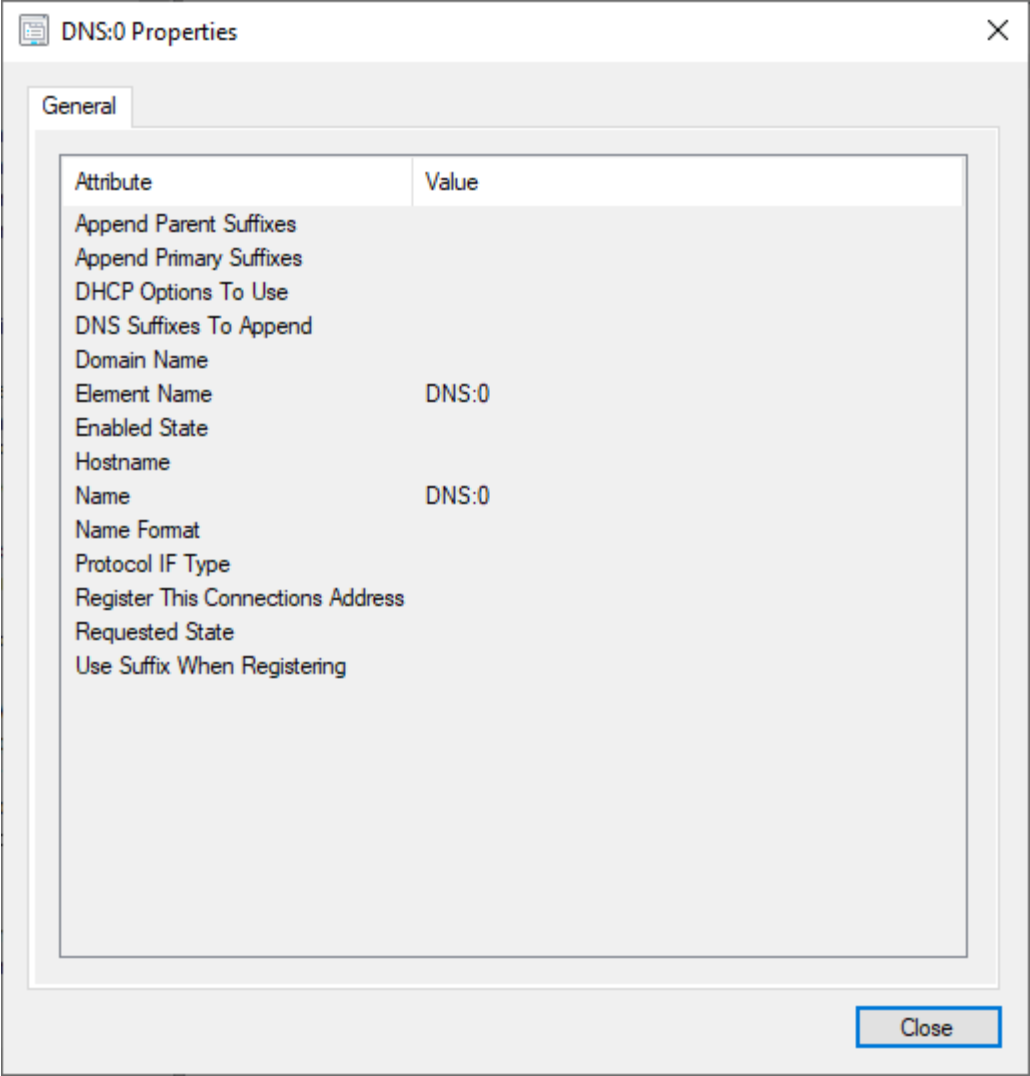 DNS:0 Properties
General
Attribute Value
Append Parent Suffixes
Append Primary Suffixes
DHCP Options To Use
DNS Suffixes To Append
Domain Name
Element Name DNS:0
Enabled State
Hostname
Name DNS:0
Name Format
Protocol IF Type
Register This Connections Address
Requested State
Use Suffix When Registering
Close